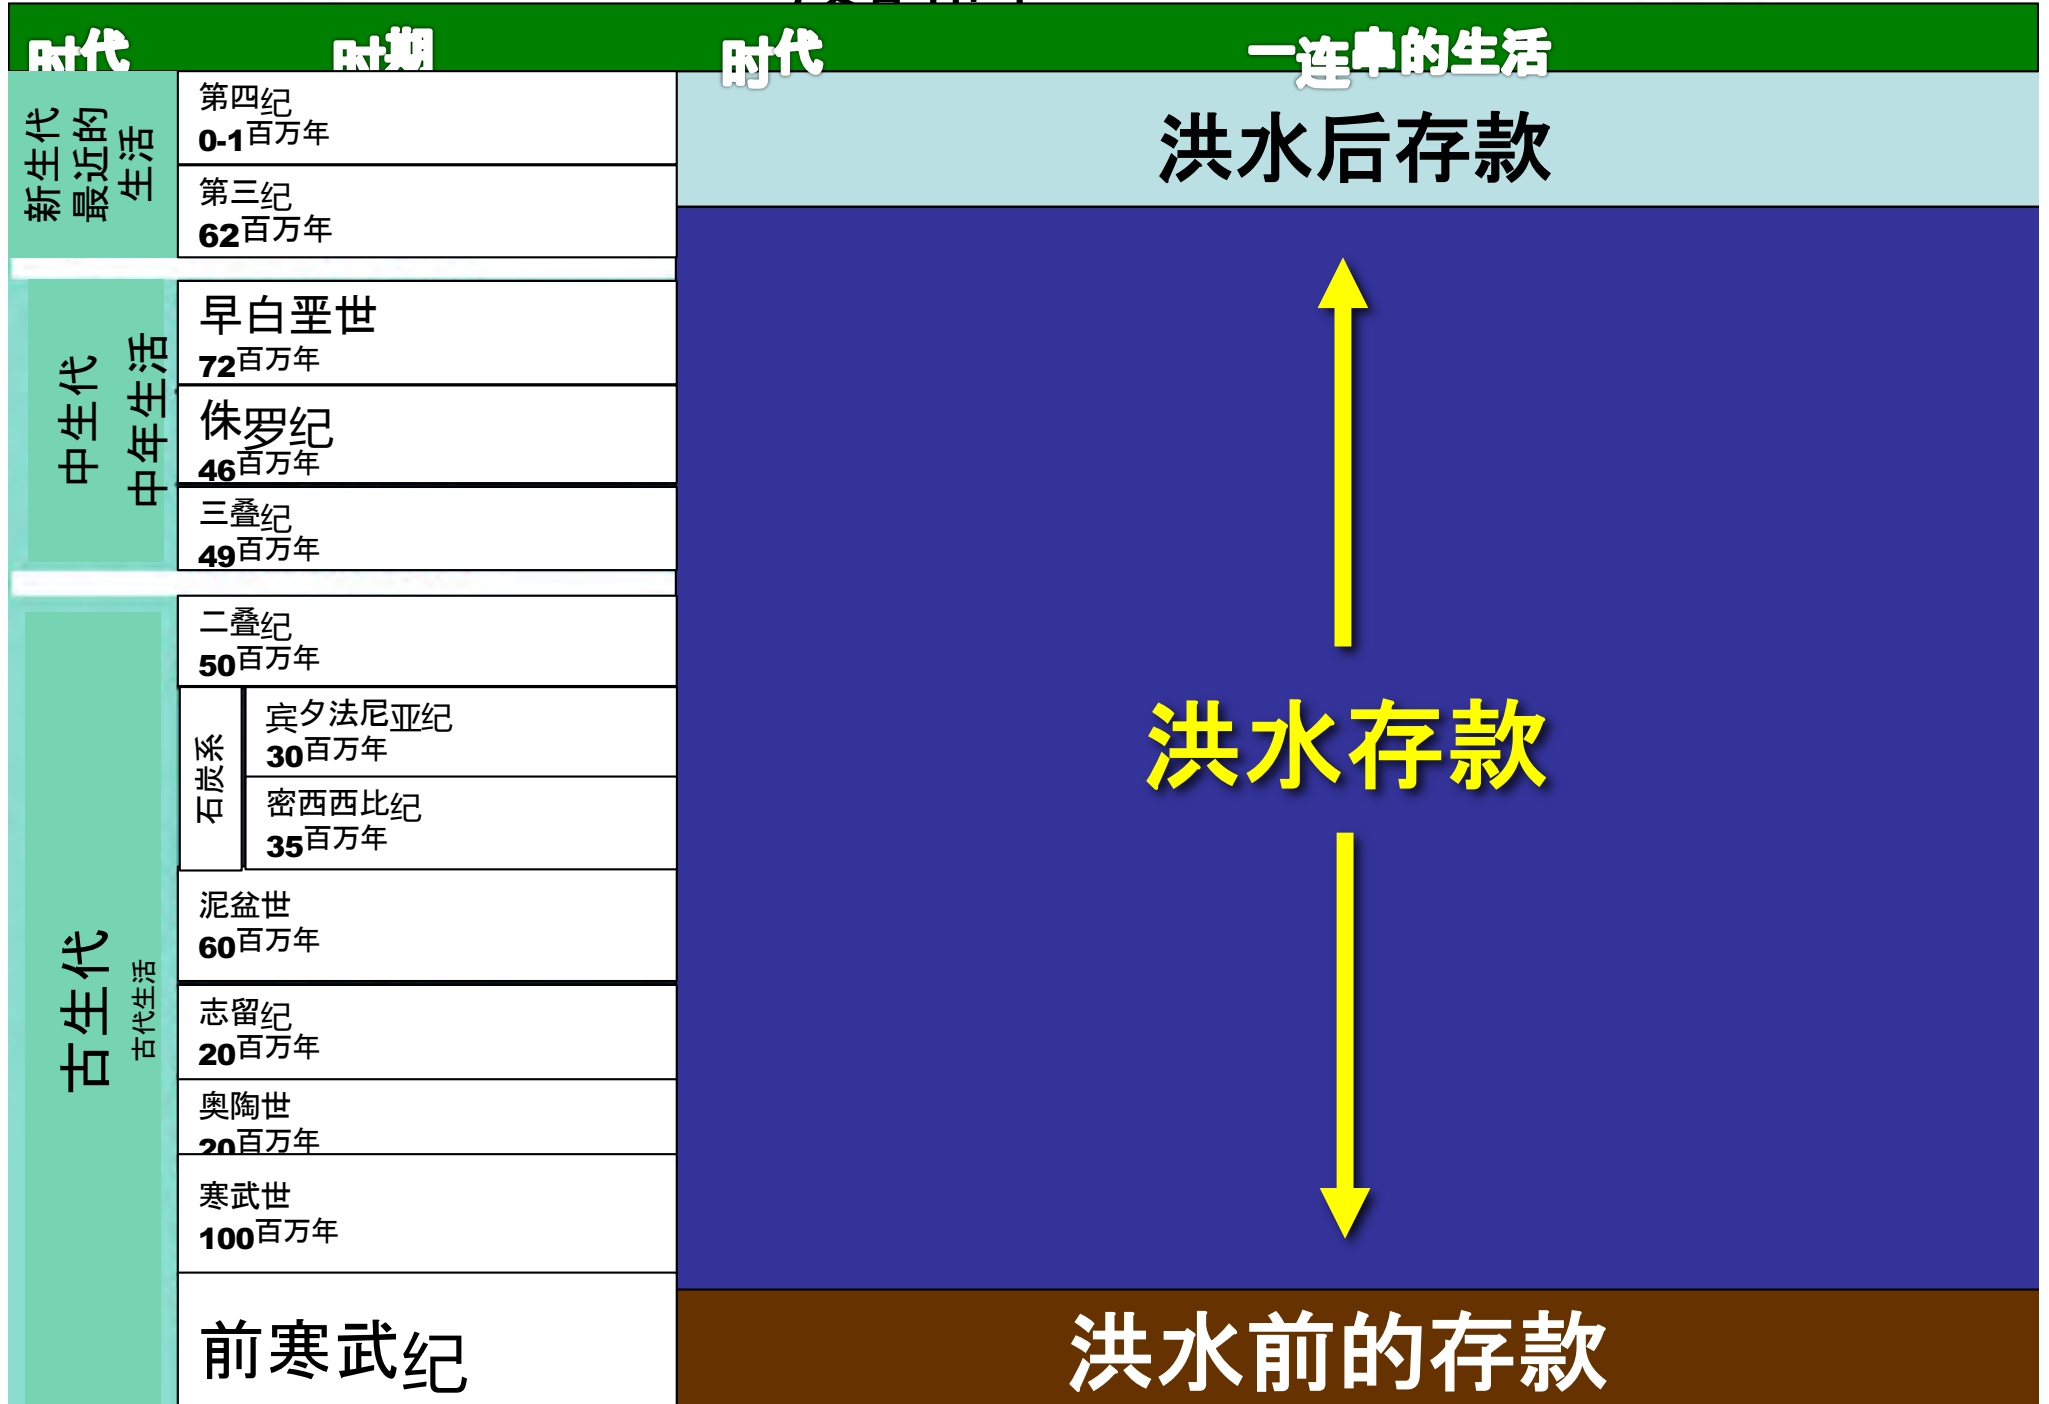 时代
时期
时代
一连串的生活
新生代
最近的
生活
第四纪
0-1百万年
第三纪
62百万年
洪水后存款
中生代
中年生活
早白垩世
72百万年
侏罗纪
46百万年
三叠纪
49百万年
古生代
古代生活
二叠纪
50百万年
石炭系
宾夕法尼亚纪
30百万年
密西西比纪
35百万年
泥盆世
60百万年
志留纪
20百万年
奥陶世
20百万年
寒武世
100百万年
前寒武纪
洪水存款
洪水前的存款